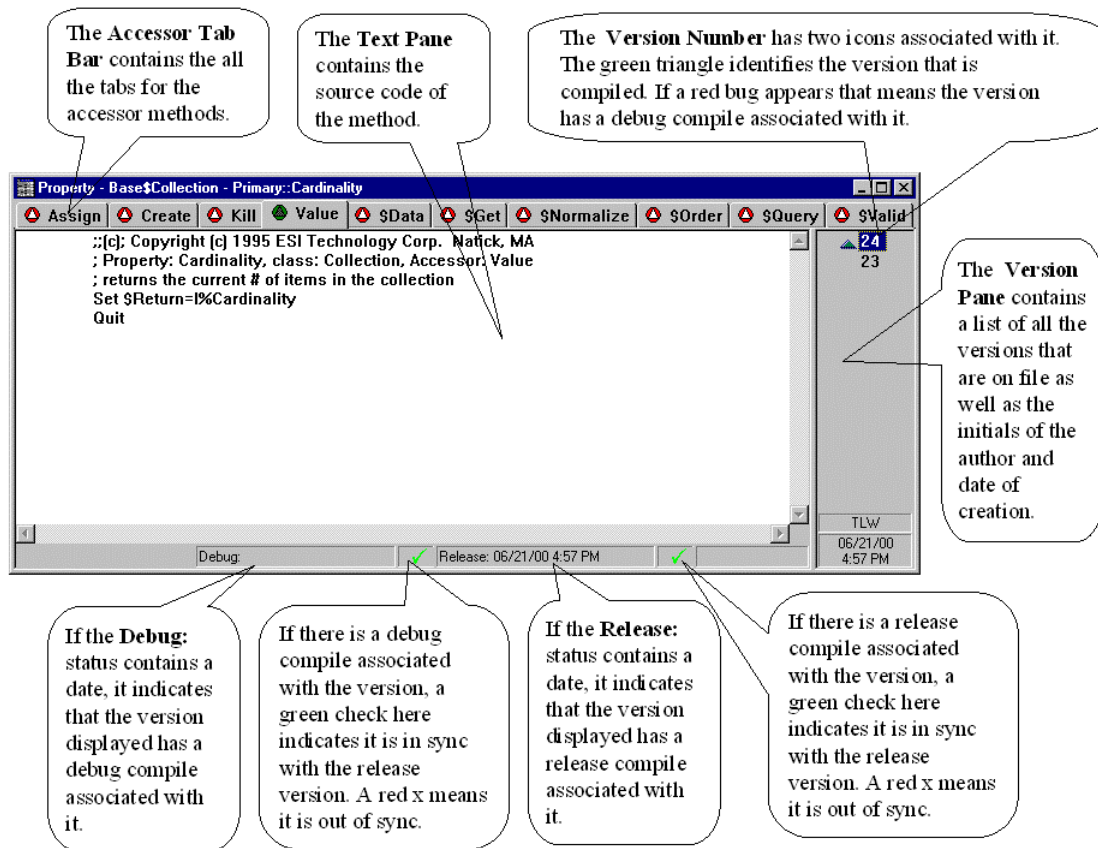 The Accessor Tab
Bar contains the all
the tabs for the
accessor methods.
The Text Pane
contains the
source code of
the method.
The Version Number has two icons associated with it.
The green triangle identifies the version that is
compiled. If a red bug appears that means the version
has a debug compile associated with it.
Property - Base$Collection - Primary::Cardinality
Assign Create Kill Value $Data $Get $Normalize $Order $Query $Valid
;;(c); Copyright (c) 1995 ESI Technology Corp. Natick, MA
; Property: Cardinality, class: Collection, Accessor: Value
; returns the current # of items in the collection
Set $Return=I%Cardinality
Quit
24
23
TLW
06/21/00
4:57 PM
Debug:
Release: 06/21/00 4:57 PM
The Version
Pane contains
a list of all the
versions that
are on file as
well as the
initials of the
author and
date of
creation.
If the Debug:
status contains a
date, it indicates
that the version
displayed has a
debug compile
associated with
it.
If there is a debug
compile associated
with the version, a
green check here
indicates it is in sync
with the release
version. A red x means
it is out of sync.
If the Release:
status contains a
date, it indicates
that the version
displayed has a
release compile
associated with
it.
If there is a release
compile associated
with the version, a
green check here
indicates it is in sync
with the release
version. A red x means
it is out of sync.